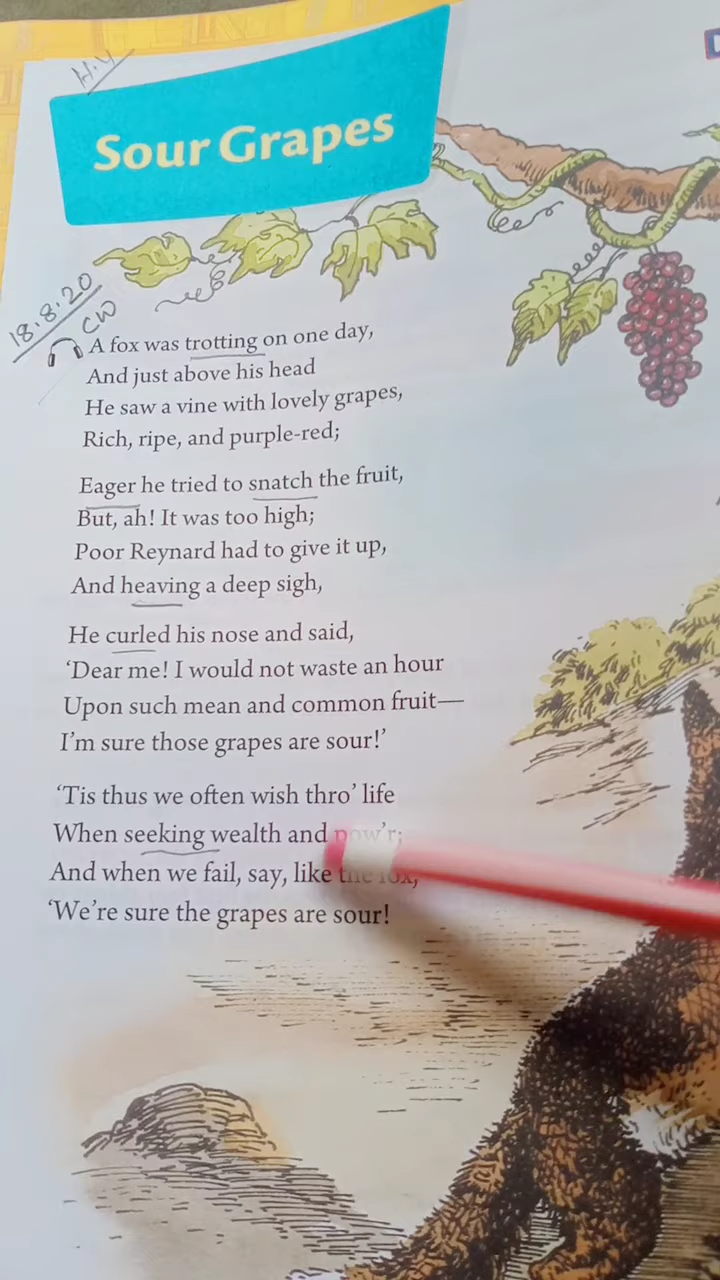 H.Y
Sour Grapes
18.8.20
CW
A fox was trotting on one day,
And just above his head
He saw a vine with lovely grapes,
Rich, ripe, and purple-red;
Eager he tried to snatch the fruit,
But, ah! It was too high;
Poor Reynard had to give it up,
And heaving a deep sigh,
He curled his nose and said,
‘Dear me! I would not waste an hour
Upon such mean and common fruit—
I'm sure those grapes are sour!’
‘Tis thus we often wish thro’ life
When seeking wealth and pow’r;
And when we fail, say, like the fox,
‘We’re sure the grapes are sour!